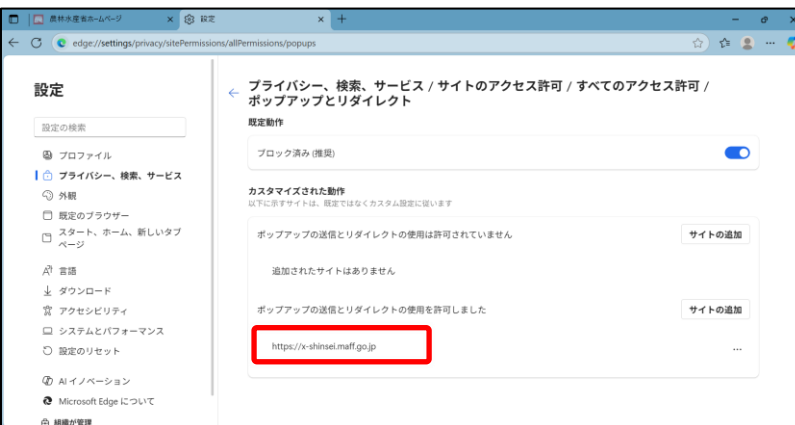 農林水産省ホームページ
設定
edge://settings/privacy/sitePermissions/allPermissions/popups
設定
設定の検索
プロファイル
プライバシー、検索、サービス
外観
既定のブラウザー
スタート、ホーム、新しいタブ
ページ
言語
ダウンロード
アクセシビリティ
システムとパフォーマンス
設定のリセット
AI イノベーション
Microsoft Edge について
組織が管理
プライバシー、検索、サービス / サイトのアクセス許可 / すべてのアクセス許可 /
ポップアップとリダイレクト
既定動作
ブロック済み (推奨)
カスタマイズされた動作
以下に示すサイトは、既定ではなくカスタム設定に従います
ポップアップの送信とリダイレクトの使用は許可されていません
サイトの追加
追加されたサイトはありません
ポップアップの送信とリダイレクトの使用を許可しました
サイトの追加
https://x-shinsei.maff.go.jp